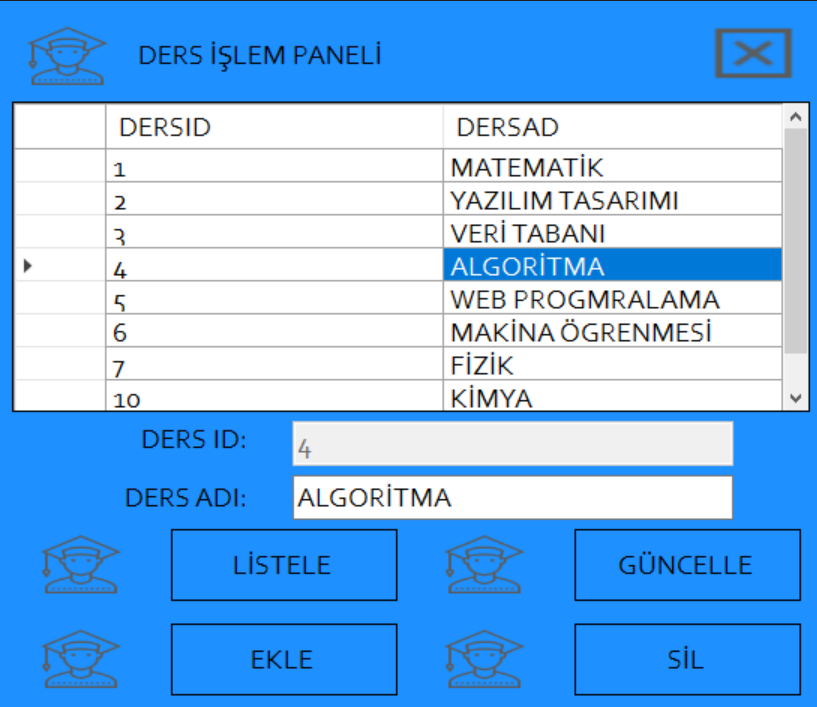 DERS İŞLEM PANELİ
DERSID DERSAD
1 MATEMATİK
2 YAZILIM TASARIMI
3 VERİ TABANI
4 ALGORİTMA
5 WEB PROGMRALAMA
6 MAKİNA ÖGRENMESİ
7 FİZİK
10 KİMYA
DERS ID: 4
DERS ADI: ALGORİTMA
LİSTELE GÜNCELLE
EKLE SİL